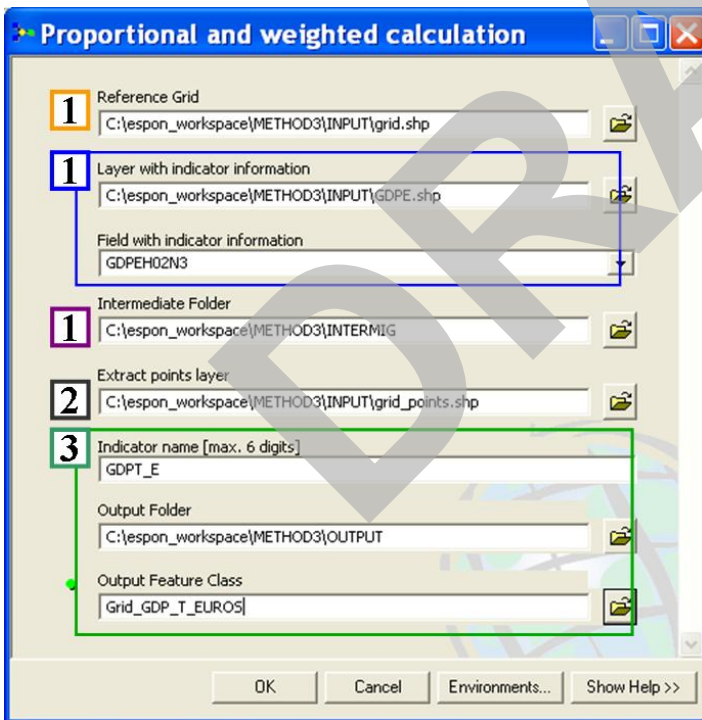 Proportional and weighted calculation
1
Reference Grid
C:\espon_workspace\METHOD3\INPUT\grid.shp
1
Layer with indicator information
C:\espon_workspace\METHOD3\INPUT\GDPE.shp
Field with indicator information
GDPEH02N3
1
Intermediate Folder
C:\espon_workspace\METHOD3\INTERMIG
2
Extract points layer
C:\espon_workspace\METHOD3\INPUT\grid_points.shp
3
Indicator name [max. 6 digits]
GDPT_E
Output Folder
C:\espon_workspace\METHOD3\OUTPUT
Output Feature Class
Grid_GDP_T_EUROS
OK Cancel Environments... Show Help >>
DRA